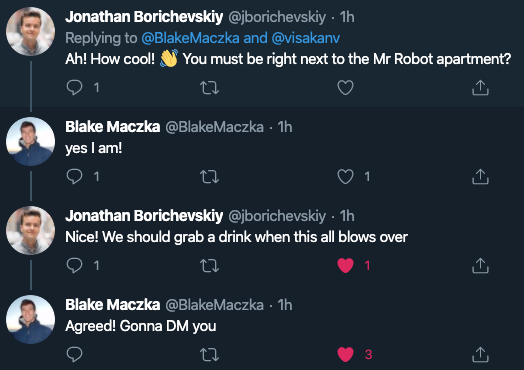 Jonathan Borichevskiy @jborichevskiy · 1h
Replying to @BlakeMaczka and @visakanv
Ah! How cool! 👋 You must be right next to the Mr Robot apartment?
1
Blake Maczka @BlakeMaczka · 1h
yes I am!
1 1
Jonathan Borichevskiy @jborichevskiy · 1h
Nice! We should grab a drink when this all blows over
1 1
Blake Maczka @BlakeMaczka · 1h
Agreed! Gonna DM you
3